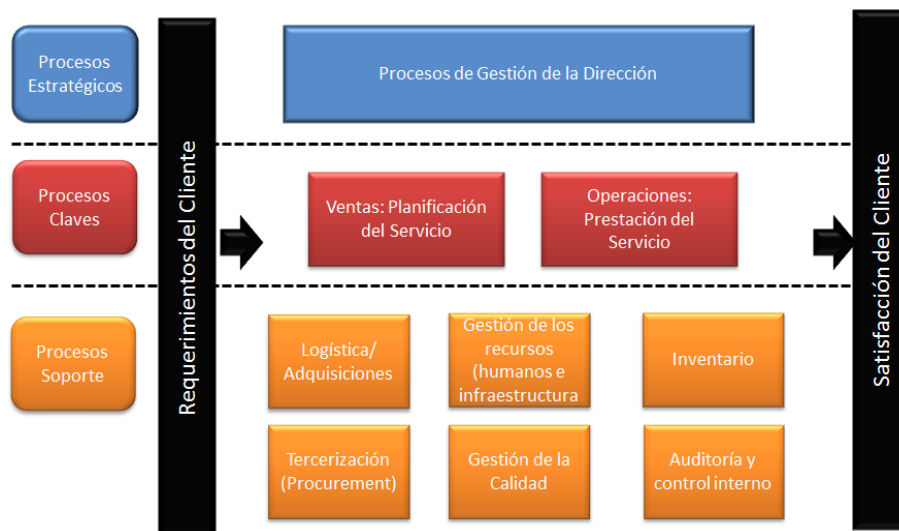 Procesos
Estratégicos
Procesos de Gestión de la Dirección
Requerimientos del Cliente
Satisfacción del Cliente
Procesos
Claves
Ventas: Planificación
del Servicio
Operaciones:
Prestación del
Servicio
Procesos
Soporte
Logística/
Adquisiciones
Gestión de los
recursos
(humanos e
infraestructura
Inventario
Tercerización
(Procurement)
Gestión de la
Calidad
Auditoría y
control interno